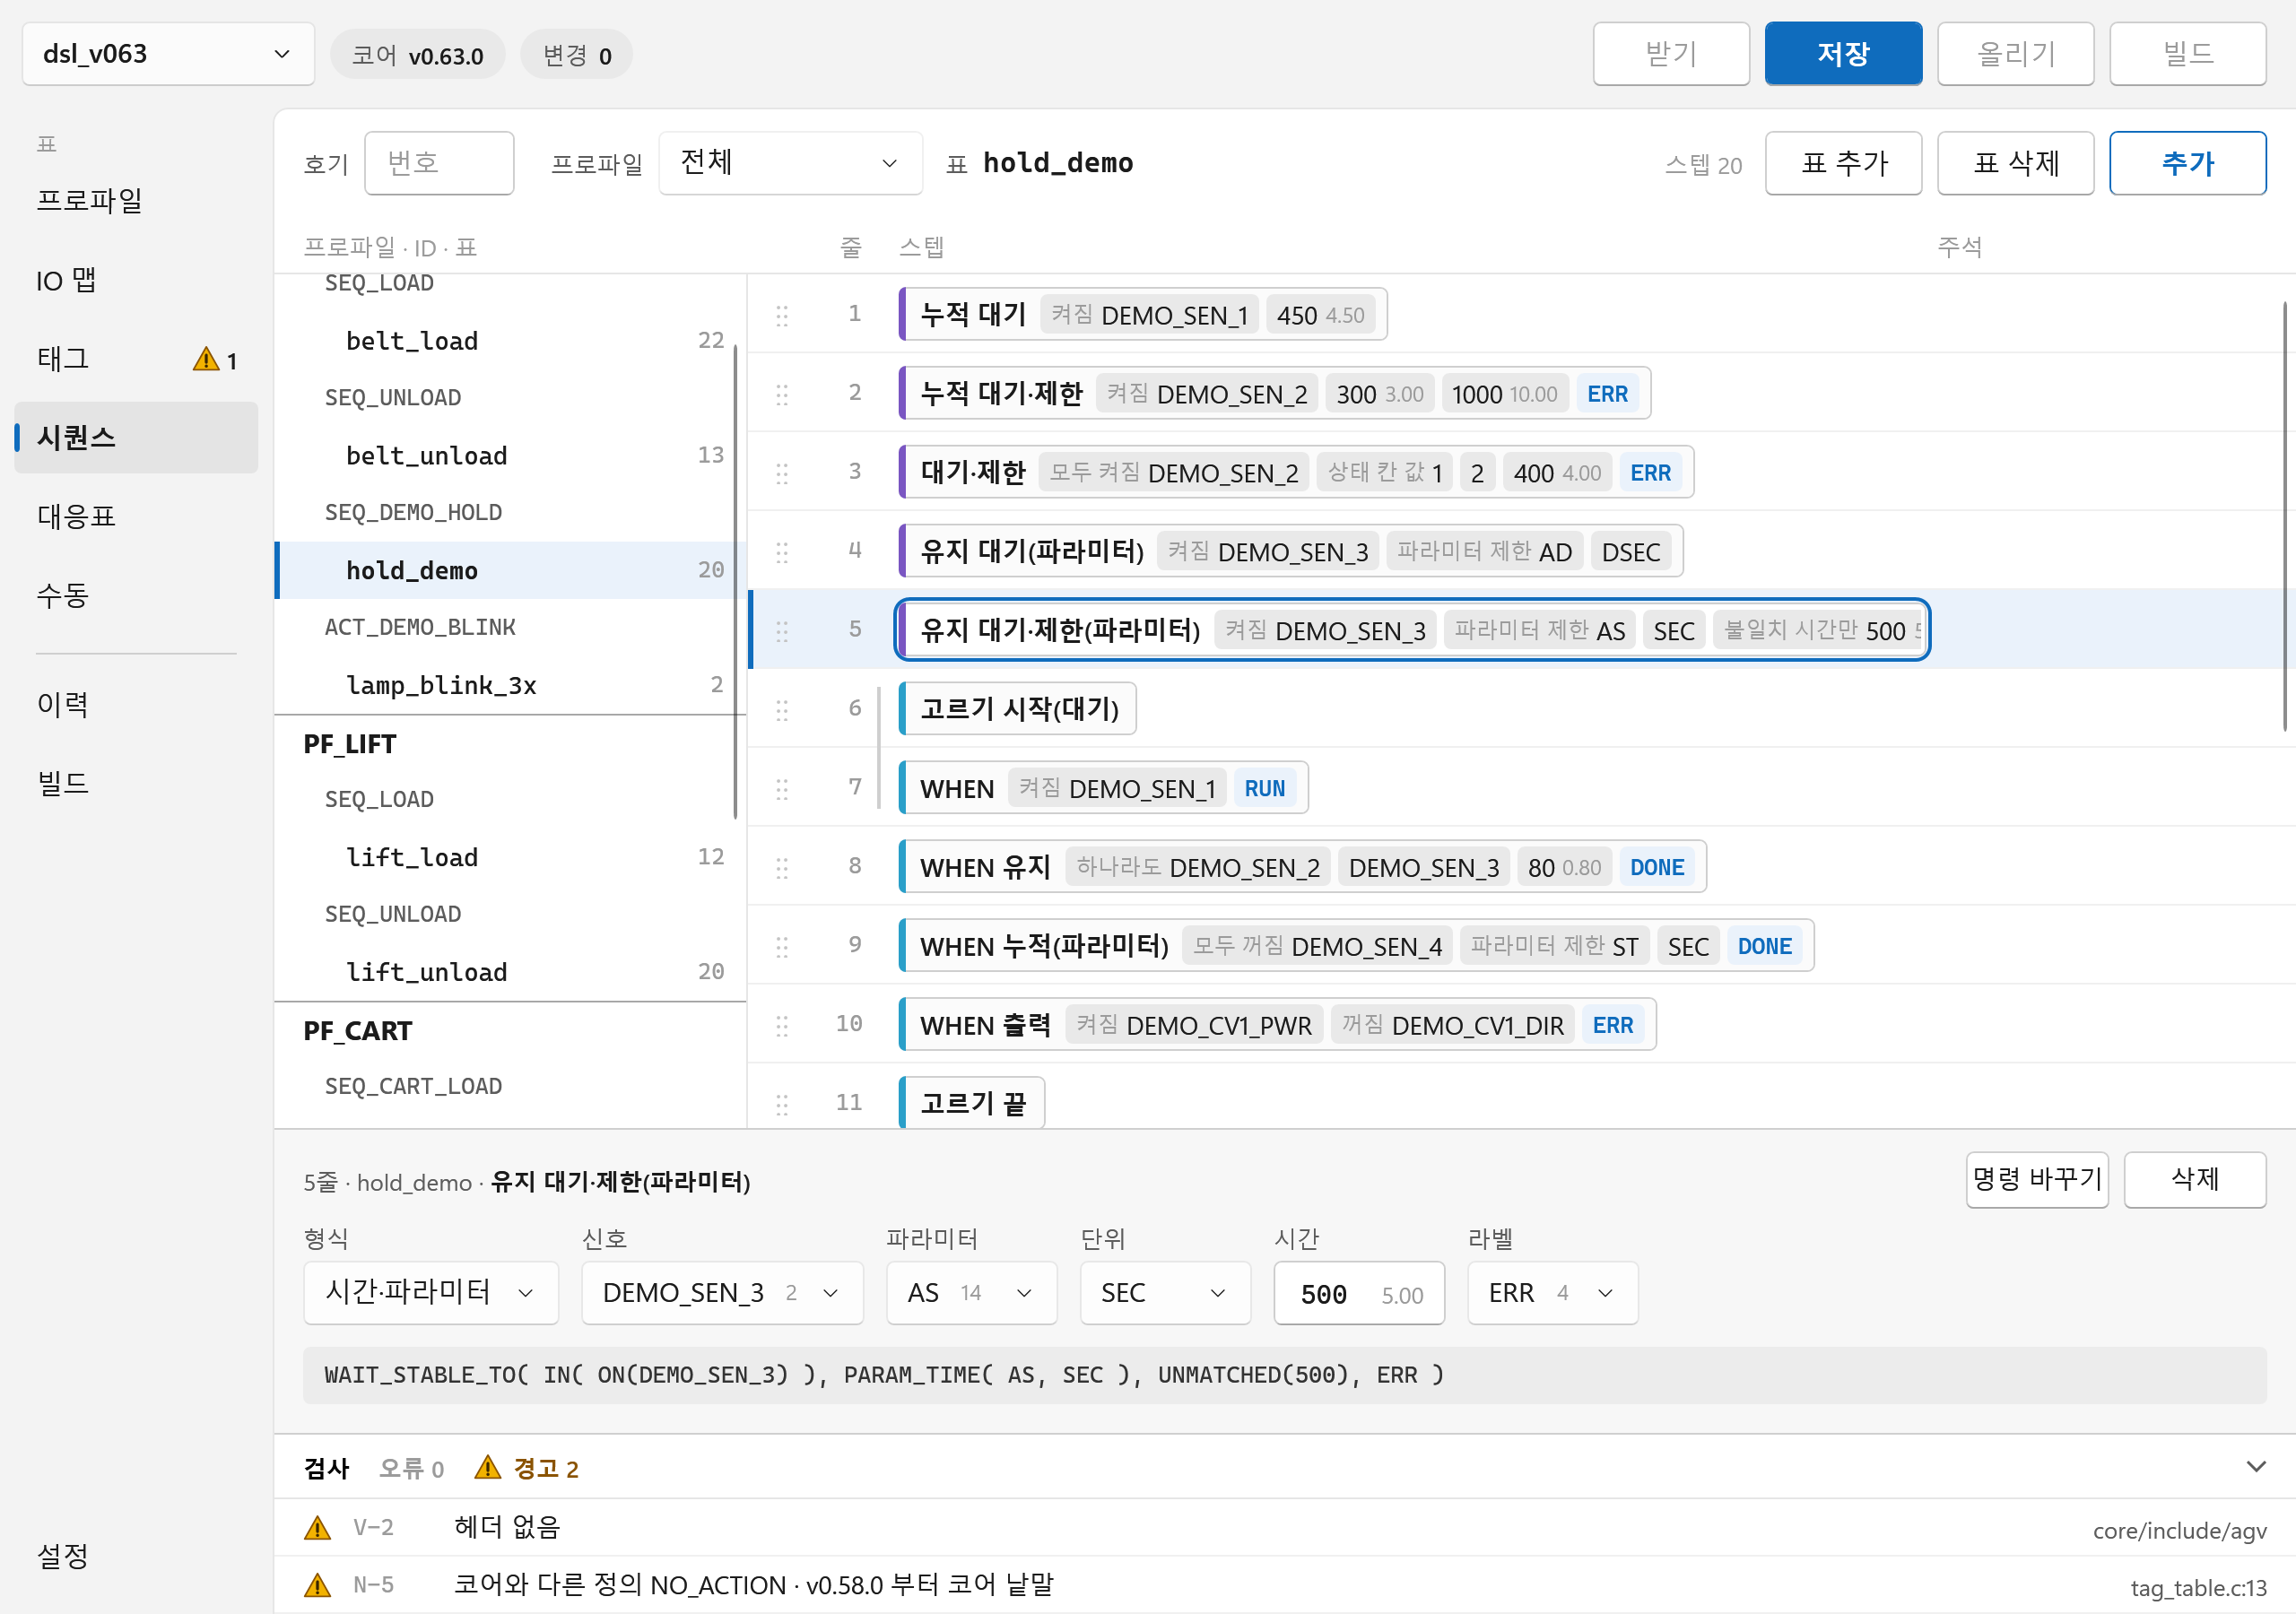 dsl_v063 코어 v0.63.0 변경 0 받기 저장 올리기 빌드
표
프로파일
IO 맵
태그 1
시퀀스
대응표
수동
이력
빌드
설정
호기 번호 프로파일 전체 표 hold_demo 스텝 20 표 추가 표 삭제 추가
프로파일 · ID · 표 줄 스텝 주석
SEQ_LOAD
belt_load 22
SEQ_UNLOAD
belt_unload 13
SEQ_DEMO_HOLD
hold_demo 20
ACT_DEMO_BLINK
lamp_blink_3x 2
PF_LIFT
SEQ_LOAD
lift_load 12
SEQ_UNLOAD
lift_unload 20
PF_CART
SEQ_CART_LOAD
1 누적 대기 켜짐 DEMO_SEN_1 450 4.50
2 누적 대기·제한 켜짐 DEMO_SEN_2 300 3.00 1000 10.00 ERR
3 대기·제한 모두 켜짐 DEMO_SEN_2 상태 칸 값 1 2 400 4.00 ERR
4 유지 대기(파라미터) 켜짐 DEMO_SEN_3 파라미터 제한 AD DSEC
5 유지 대기·제한(파라미터) 켜짐 DEMO_SEN_3 파라미터 제한 AS SEC 불일치 시간만 500
6 고르기 시작(대기)
7 WHEN 켜짐 DEMO_SEN_1 RUN
8 WHEN 유지 하나라도 DEMO_SEN_2 DEMO_SEN_3 80 0.80 DONE
9 WHEN 누적(파라미터) 모두 꺼짐 DEMO_SEN_4 파라미터 제한 ST SEC DONE
10 WHEN 출력 켜짐 DEMO_CV1_PWR 꺼짐 DEMO_CV1_DIR ERR
11 고르기 끝
5줄 · hold_demo · 유지 대기·제한(파라미터) 명령 바꾸기 삭제
형식 신호 파라미터 단위 시간 라벨
시간·파라미터 DEMO_SEN_3 2 AS 14 SEC 500 5.00 ERR 4
WAIT_STABLE_TO( IN( ON(DEMO_SEN_3) ), PARAM_TIME( AS, SEC ), UNMATCHED(500), ERR )
검사 오류 0 경고 2
V-2 헤더 없음 core/include/agv
N-5 코어와 다른 정의 NO_ACTION · v0.58.0 부터 코어 낱말 tag_table.c:13